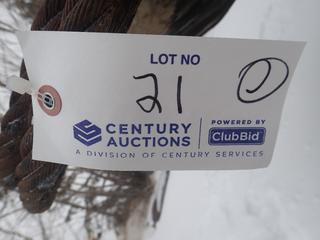 LOT NO
21
CENTURY AUCTIONS
POWERED BY
ClubBid
A DIVISION OF CENTURY SERVICES